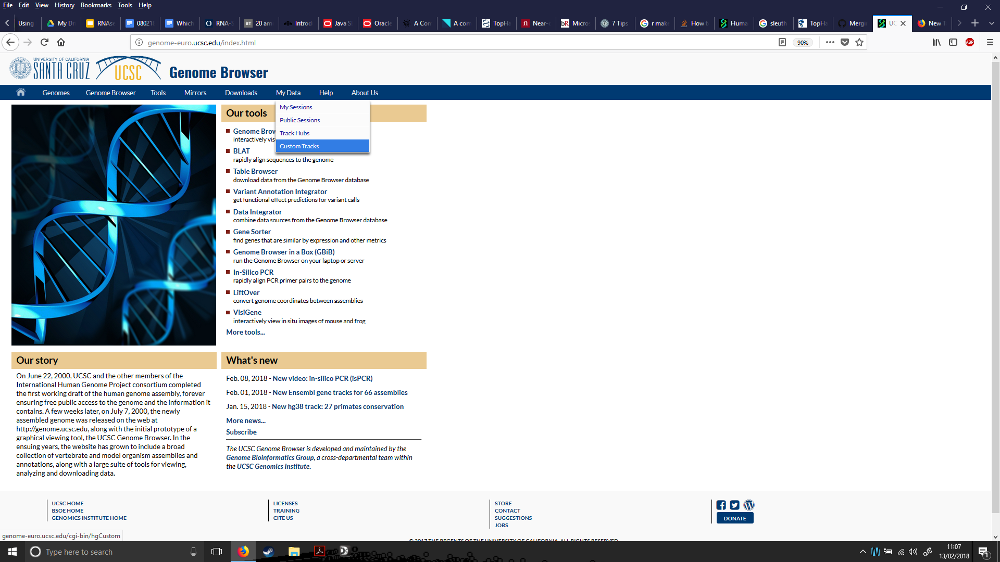 File Edit View History Bookmarks Tools Help
Using My Dri RNAse 08021 Which RNA-S 20 am Introd Java SE Oracle A Con A com TopHa Near- Micro 7 Tips r mak How t Huma sleuth TopHa Mergi UC New T
genome-euro.ucsc.edu/index.html 90%
UNIVERSITY OF CALIFORNIA
SANTA CRUZ UCSC Genome Browser
Genomes Genome Browser Tools Mirrors Downloads My Data Help About Us
My Sessions
Public Sessions
Track Hubs
Custom Tracks
Our tools
Genome Brow
interactively vis
BLAT
rapidly align sequences to the genome
Table Browser
download data from the Genome Browser database
Variant Annotation Integrator
get functional effect predictions for variant calls
Data Integrator
combine data sources from the Genome Browser database
Gene Sorter
find genes that are similar by expression and other metrics
Genome Browser in a Box (GBiB)
run the Genome Browser on your laptop or server
In-Silico PCR
rapidly align PCR primer pairs to the genome
LiftOver
convert genome coordinates between assemblies
VisiGene
interactively view in situ images of mouse and frog
More tools...
Our story
On June 22, 2000, UCSC and the other members of the
International Human Genome Project consortium completed
the first working draft of the human genome assembly, forever
ensuring free public access to the genome and the information it
contains. A few weeks later, on July 7, 2000, the newly
assembled genome was released on the web at
http://genome.ucsc.edu, along with the initial prototype of a
graphical viewing tool, the UCSC Genome Browser. In the
ensuing years, the website has grown to include a broad
collection of vertebrate and model organism assemblies and
annotations, along with a large suite of tools for viewing,
analyzing and downloading data.
What's new
Feb. 08, 2018 - New video: in-silico PCR (isPCR)
Feb. 01, 2018 - New Ensembl gene tracks for 66 assemblies
Jan. 15, 2018 - New hg38 track: 27 primates conservation
More news...
Subscribe
The UCSC Genome Browser is developed and maintained by the
Genome Bioinformatics Group, a cross-departmental team within
the UCSC Genomics Institute.
UCSC HOME
BSOE HOME
GENOMICS INSTITUTE HOME
LICENSES
TRAINING
CITE US
STORE
CONTACT
SUGGESTIONS
JOBS
DONATE
genome-euro.ucsc.edu/cgi-bin/hgCustom
© 2017 THE REGENTS OF THE UNIVERSITY OF CALIFORNIA. ALL RIGHTS RESERVED.
Type here to search
11:07
13/02/2018
1